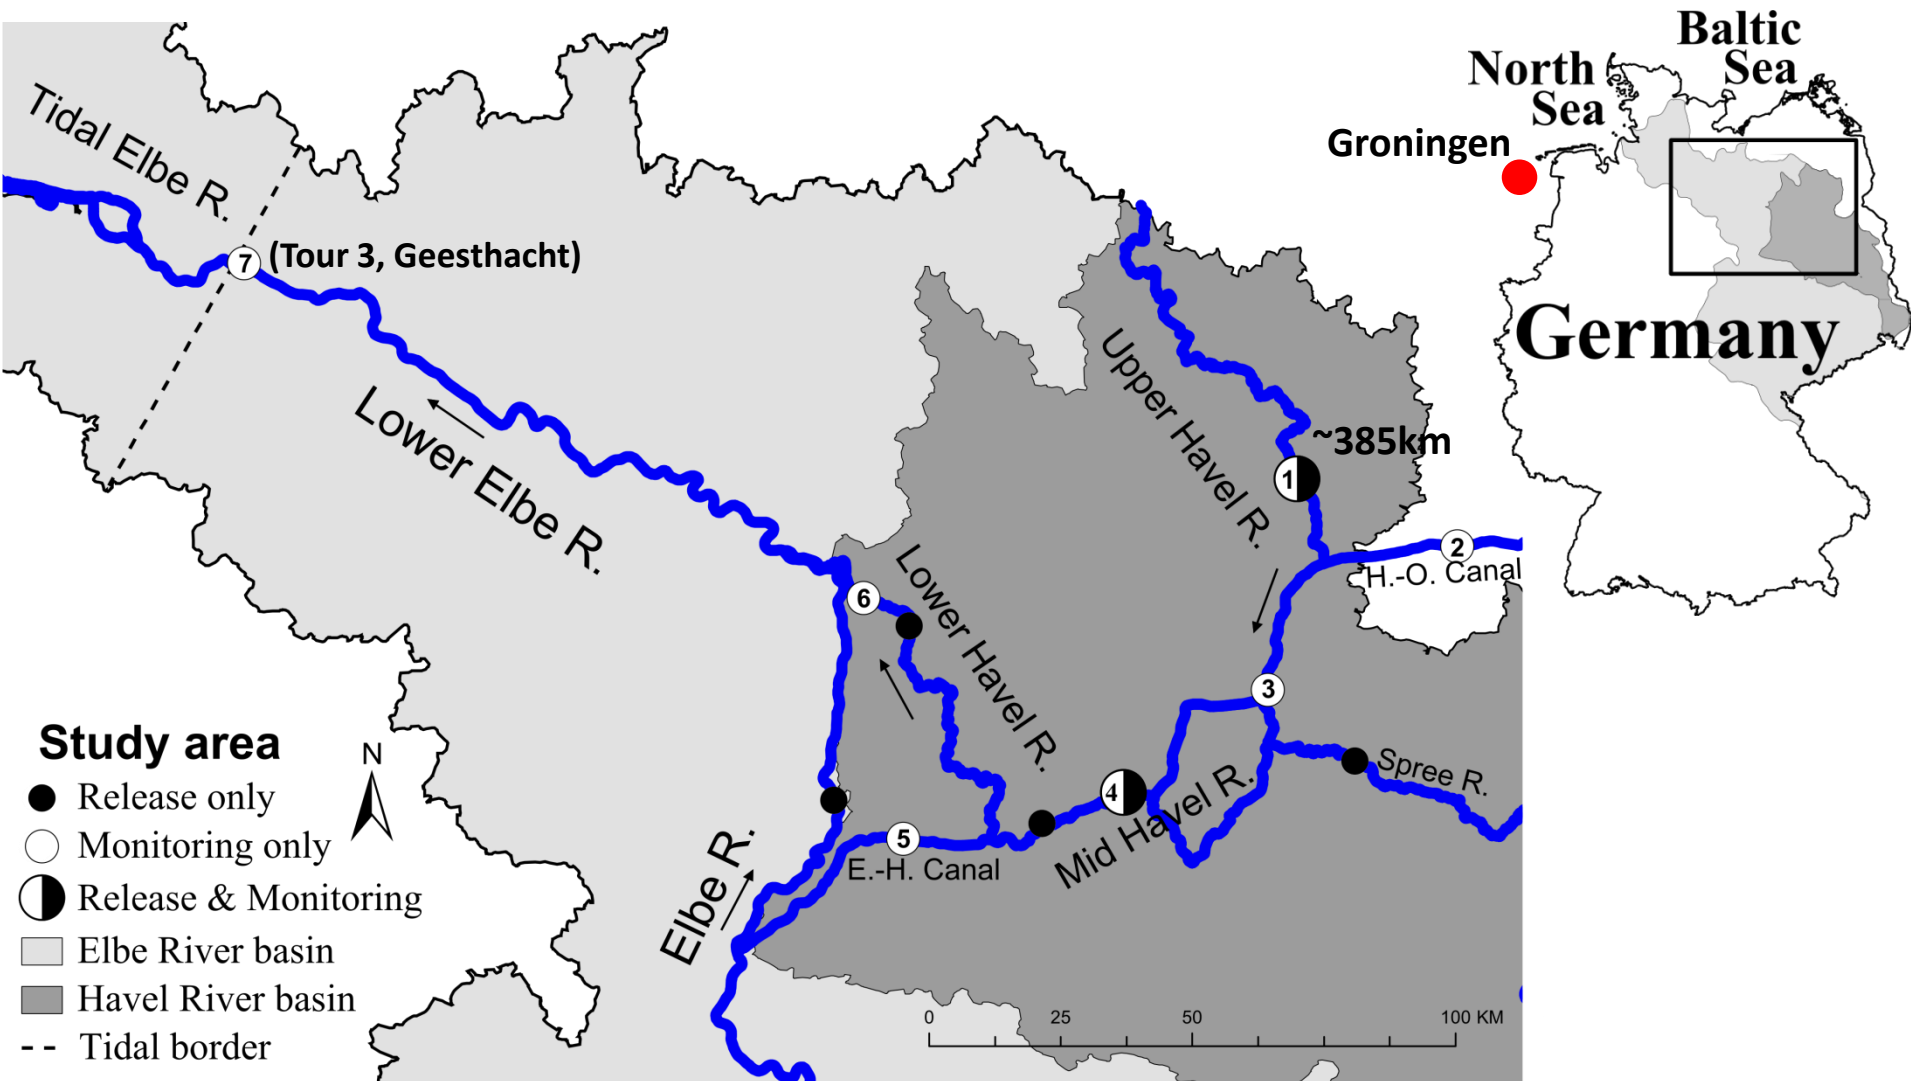 Tidal Elbe R.
7
(Tour 3, Geesthacht)
Lower Elbe R.
Upper Havel R.
~385km
1
2
H.-O. Canal
6
Lower Havel R.
3
4
Mid Havel R.
Spree R.
5
E.-H. Canal
Elbe R.
Study area
N
Release only
Monitoring only
Release & Monitoring
Elbe River basin
Havel River basin
Tidal border
0 25 50 100 KM
Baltic
Sea
North
Sea
Groningen
Germany